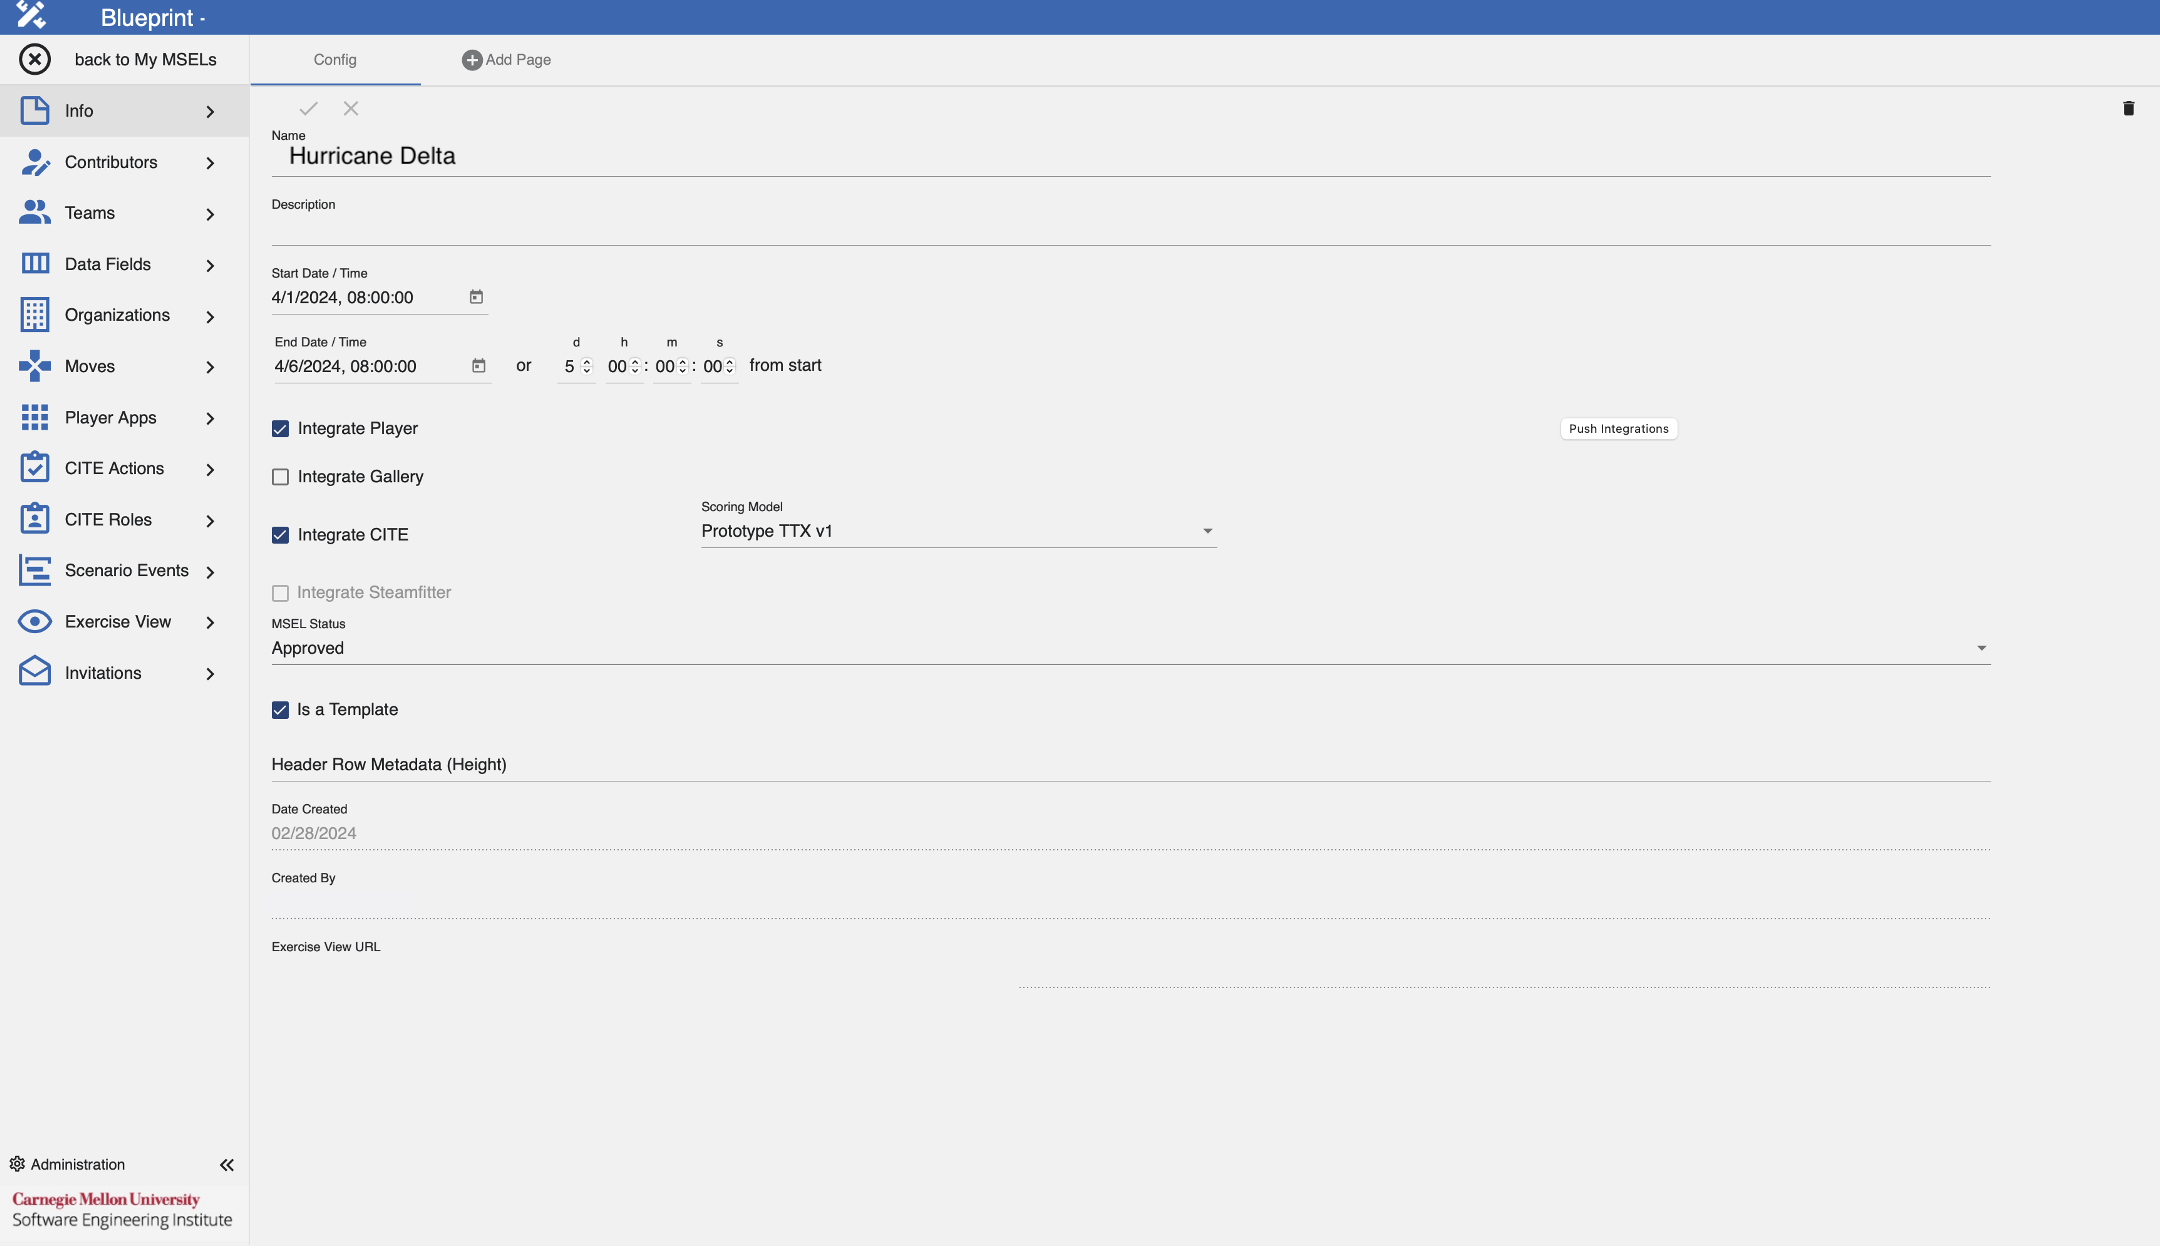 Blueprint -
back to My MSELs
Config
Add Page
Info
Contributors
Teams
Data Fields
Organizations
Moves
Player Apps
CITE Actions
CITE Roles
Scenario Events
Exercise View
Invitations
Name
Hurricane Delta
Description
Start Date / Time
4/1/2024, 08:00:00
End Date / Time d h m s
4/6/2024, 08:00:00 or 5 00 : 00 : 00 from start
Integrate Player Push Integrations
Integrate Gallery
Scoring Model
Integrate CITE Prototype TTX v1
Integrate Steamfitter
MSEL Status
Approved
Is a Template
Header Row Metadata (Height)
Date Created
02/28/2024
Created By
Exercise View URL
Administration
Carnegie Mellon University
Software Engineering Institute